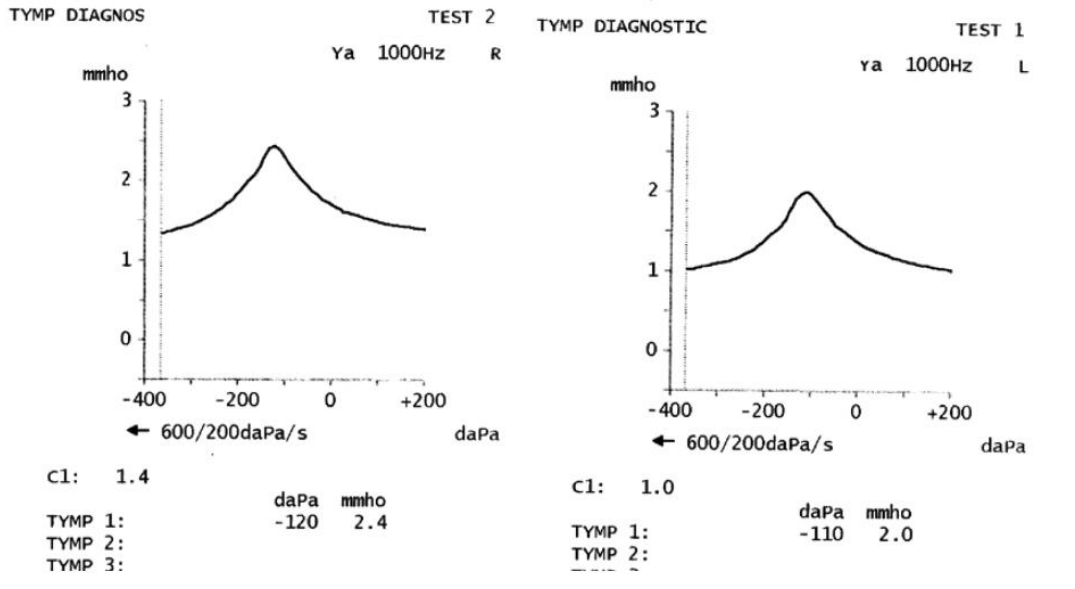 TYMP DIAGNOS
TEST 2
Ya 1000Hz R
mmho
3
2
1
0
-400 -200 0 +200
← 600/200daPa/s daPa
C1: 1.4
daPa mmho
TYMP 1: -120 2.4
TYMP 2:
TYMP 3:
TYMP DIAGNOSTIC
TEST 1
Ya 1000Hz L
mmho
3
2
1
0
-400 -200 0 +200
← 600/200daPa/s daPa
C1: 1.0
daPa mmho
TYMP 1: -110 2.0
TYMP 2: